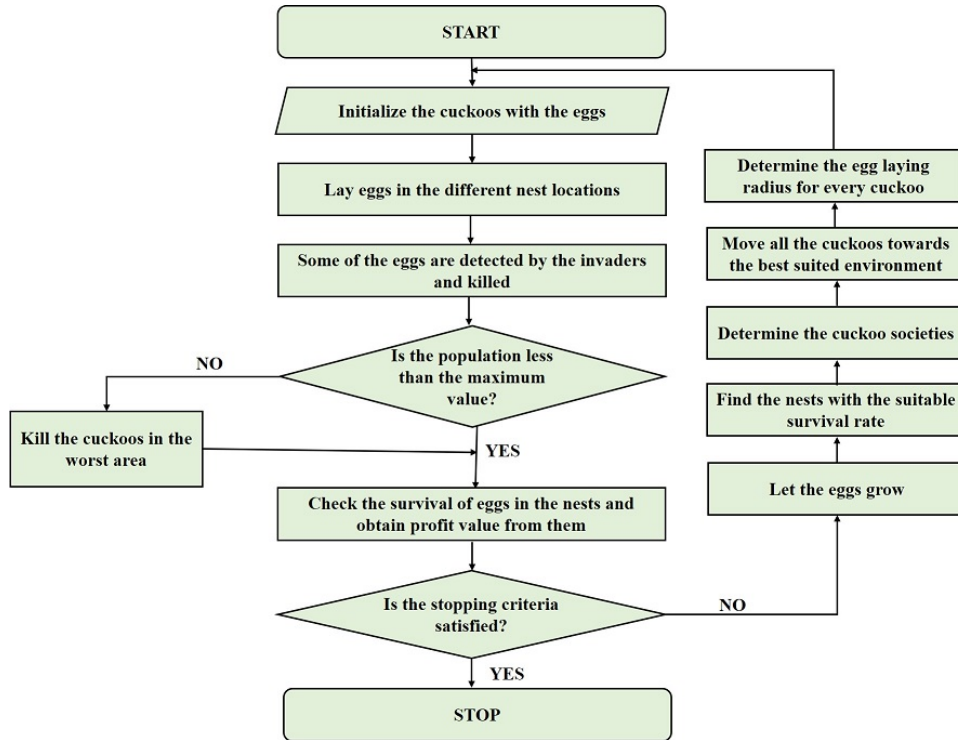 START
Initialize the cuckoos with the eggs
Lay eggs in the different nest locations
Some of the eggs are detected by the invaders
and killed
Is the population less
than the maximum
value?
NO
Kill the cuckoos in the
worst area
YES
Check the survival of eggs in the nests and
obtain profit value from them
Is the stopping criteria
satisfied?
NO
YES
STOP
Let the eggs grow
Find the nests with the suitable
survival rate
Determine the cuckoo societies
Move all the cuckoos towards
the best suited environment
Determine the egg laying
radius for every cuckoo